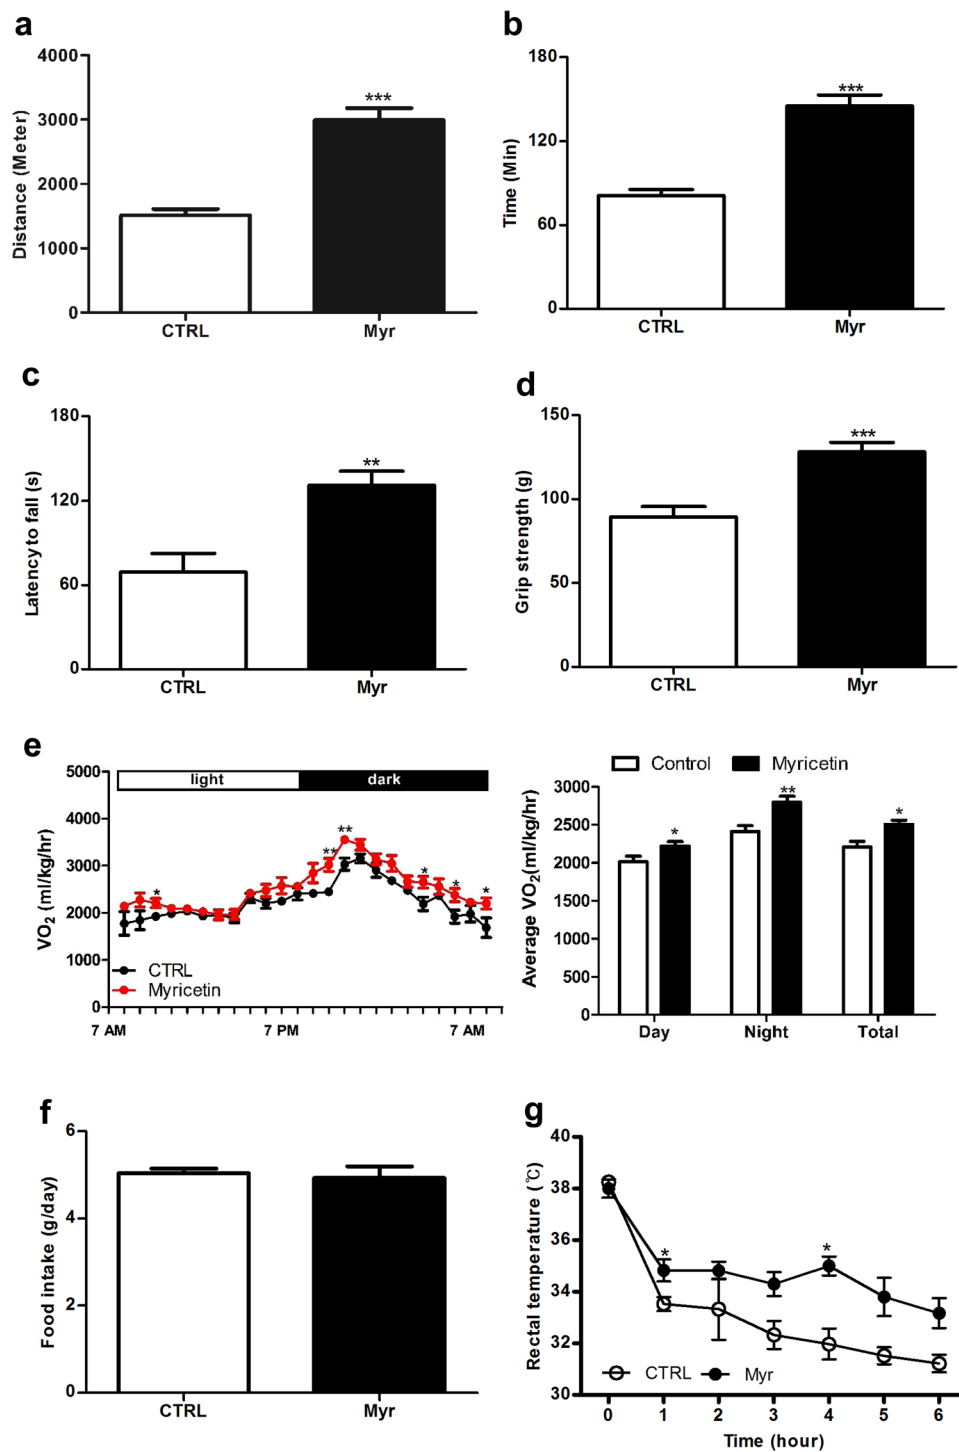 a
4000
3000
2000
1000
0
Distance (Meter)
***
CTRL
Myr
b
180
120
60
0
Time (Min)
***
CTRL
Myr
c
180
120
60
0
Latency to fall (s)
**
CTRL
Myr
d
150
100
50
0
Grip strength (g)
***
CTRL
Myr
e
5000
4000
3000
2000
1000
0
VO2 (ml/kg/hr)
light
dark
*
**
**
*
*
*
CTRL
Myricetin
7 AM
7 PM
7 AM
Control
Myricetin
3000
2500
2000
1500
1000
500
0
Average VO2(ml/kg/hr)
*
**
*
Day
Night
Total
f
6
4
2
0
Food intake (g/day)
CTRL
Myr
g
40
38
36
34
32
30
Rectal temperature (℃)
*
*
CTRL
Myr
0 1 2 3 4 5 6
Time (hour)